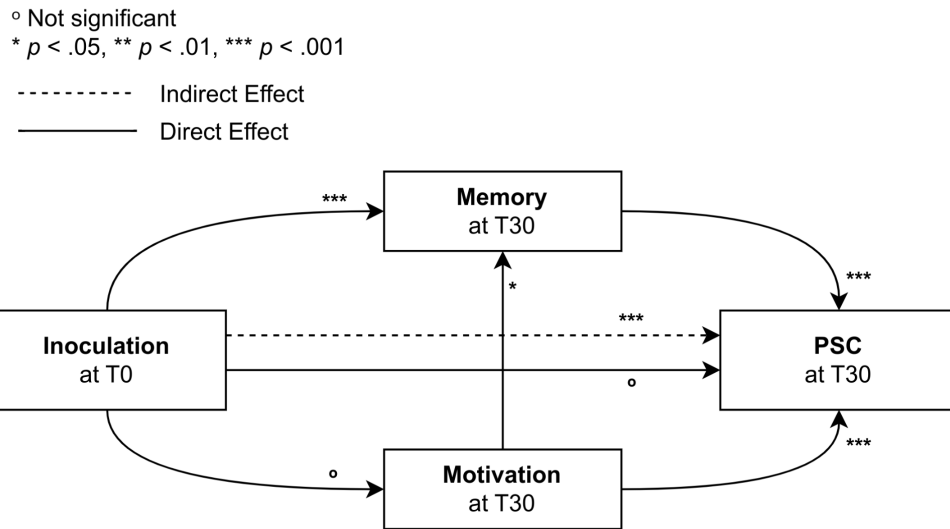 ° Not significant
* p < .05, ** p < .01, *** p < .001
Indirect Effect
Direct Effect
***
Memory
at T30
***
*
***
Inoculation
at T0
PSC
at T30
°
***
°
Motivation
at T30